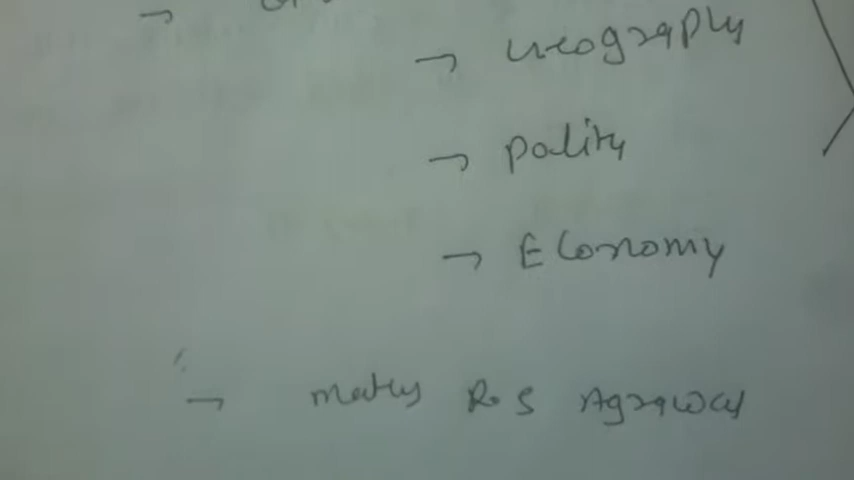 → Geography
→ Polity
→ Economy
→ maths R S Agrawal